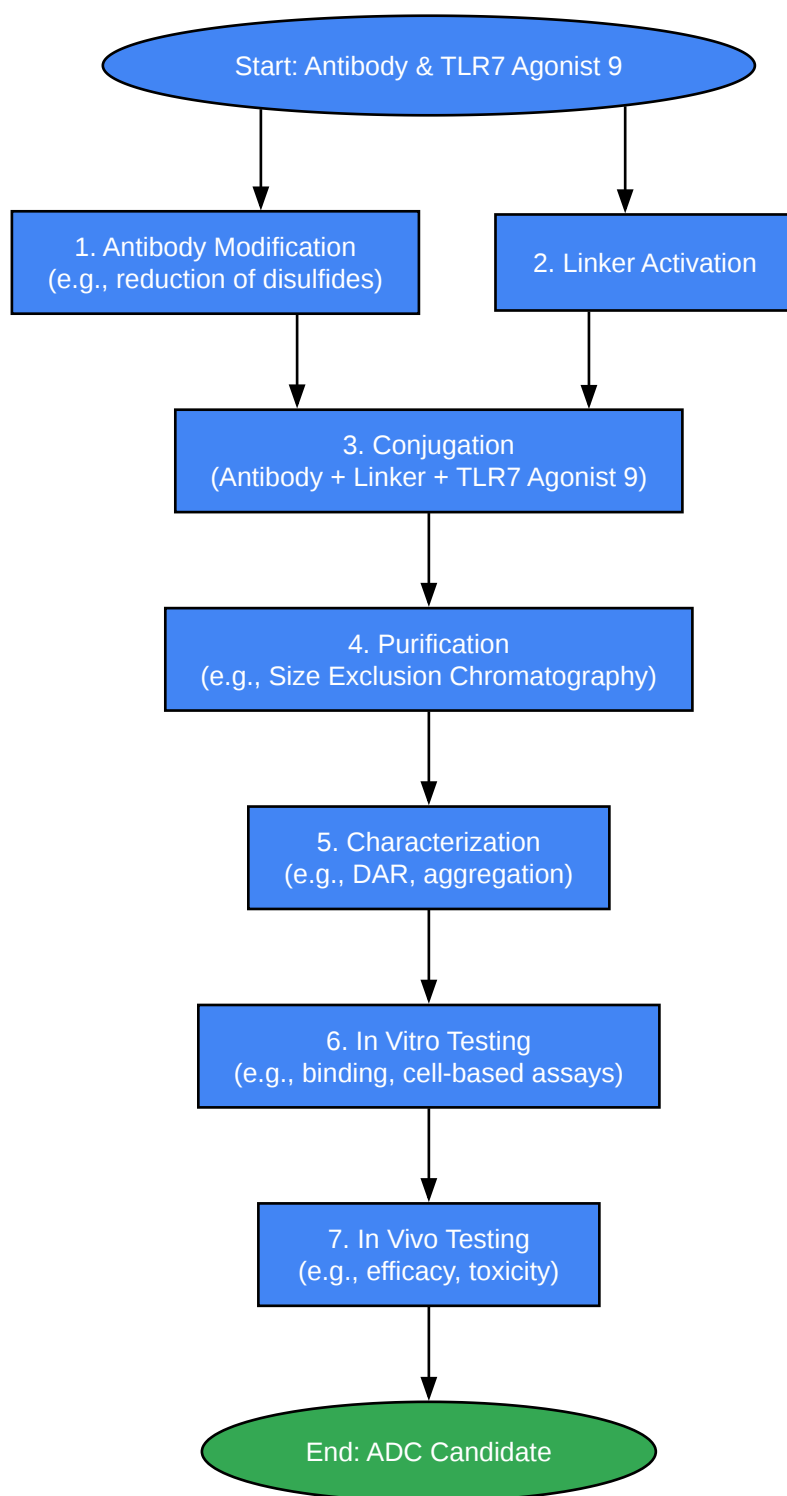 Start: Antibody & TLR7 Agonist 9
1. Antibody Modification
(e.g., reduction of disulfides)
2. Linker Activation
3. Conjugation
(Antibody + Linker + TLR7 Agonist 9)
4. Purification
(e.g., Size Exclusion Chromatography)
5. Characterization
(e.g., DAR, aggregation)
6. In Vitro Testing
(e.g., binding, cell-based assays)
7. In Vivo Testing
(e.g., efficacy, toxicity)
End: ADC Candidate